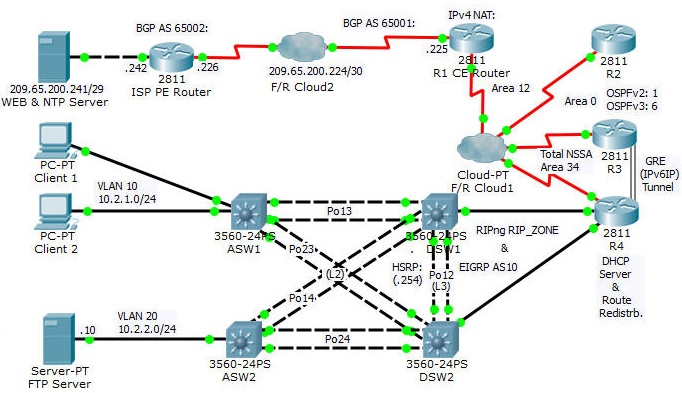 BGP AS 65002:
BGP AS 65001:
IPv4 NAT:
.242
.226
2811
ISP PE Router
209.65.200.241/29
WEB & NTP Server
209.65.200.224/30
F/R Cloud2
.225
2811
R1 CE Router
2811
R2
Area 12
Area 0
OSPFv2: 1
OSPFv3: 6
Cloud-PT
F/R Cloud1
Total NSSA
Area 34
2811
R3
GRE
(IPv6IP)
Tunnel
PC-PT
Client 1
VLAN 10
10.2.1.0/24
PC-PT
Client 2
3560-24PS
ASW1
Po13
3560-24PS
DSW1
RIPng RIP_ZONE
&
EIGRP AS10
2811
R4
DHCP
Server
&
Route
Redistrb.
Po23
(L2)
Po14
HSRP:
(.254)
Po12
(L3)
VLAN 20
10.2.2.0/24
.10
Server-PT
FTP Server
3560-24PS
ASW2
Po24
3560-24PS
DSW2